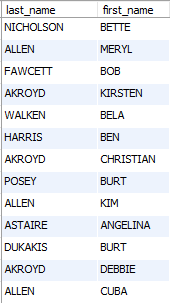 last_name first_name
NICHOLSON BETTE
ALLEN MERYL
FAWCETT BOB
AKROYD KIRSTEN
WALKEN BELA
HARRIS BEN
AKROYD CHRISTIAN
POSEY BURT
ALLEN KIM
ASTAIRE ANGELINA
DUKAKIS BURT
AKROYD DEBBIE
ALLEN CUBA